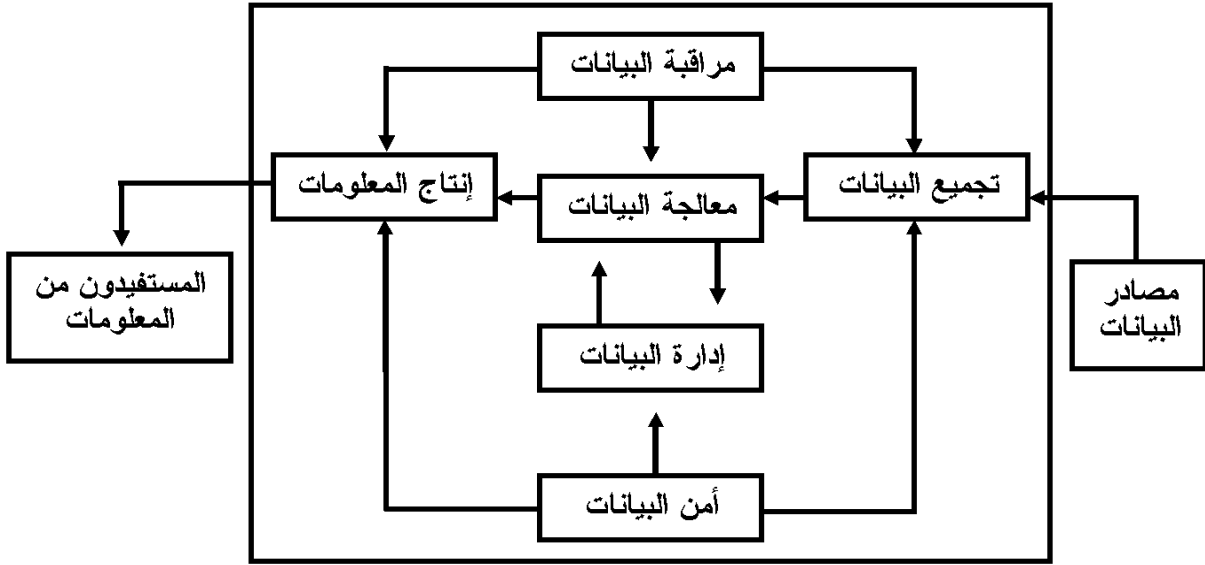 مراقبة البيانات
تجميع البيانات
معالجة البيانات
إنتاج المعلومات
مصادر
البيانات
المستفيدون من
المعلومات
إدارة البيانات
أمن البيانات